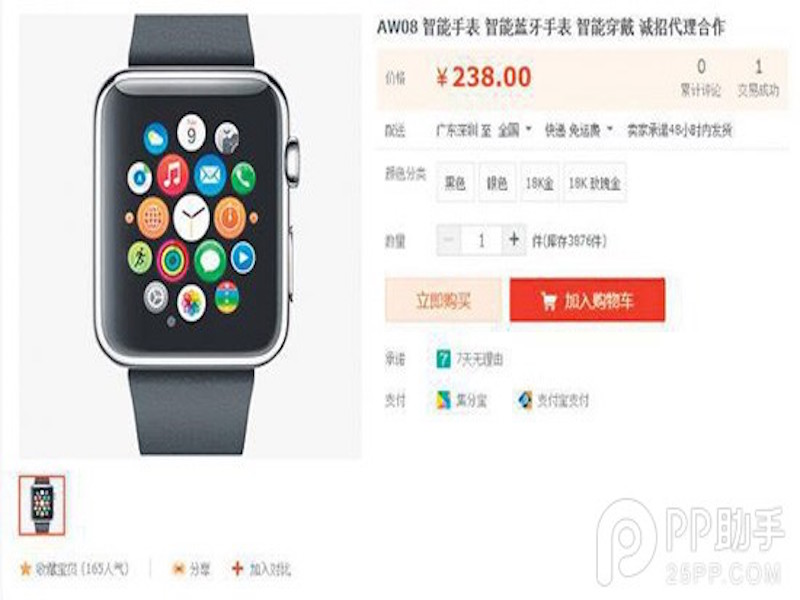 AW08 智能手表 智能蓝牙手表 智能穿戴 诚招代理合作
价格 ¥238.00
0
累计评论
1
交易成功
配送 广东深圳 至 全国 快递 免运费 卖家承诺48小时内发货
颜色分类 黑色 银色 18K金 18K 玫瑰金
数量 1 件(库存3876件)
立即购买 加入购物车
承诺 7天无理由
支付 集分宝 支付宝支付
9
收藏宝贝 (165人气) 分享 加入对比
PP助手
25PP.COM